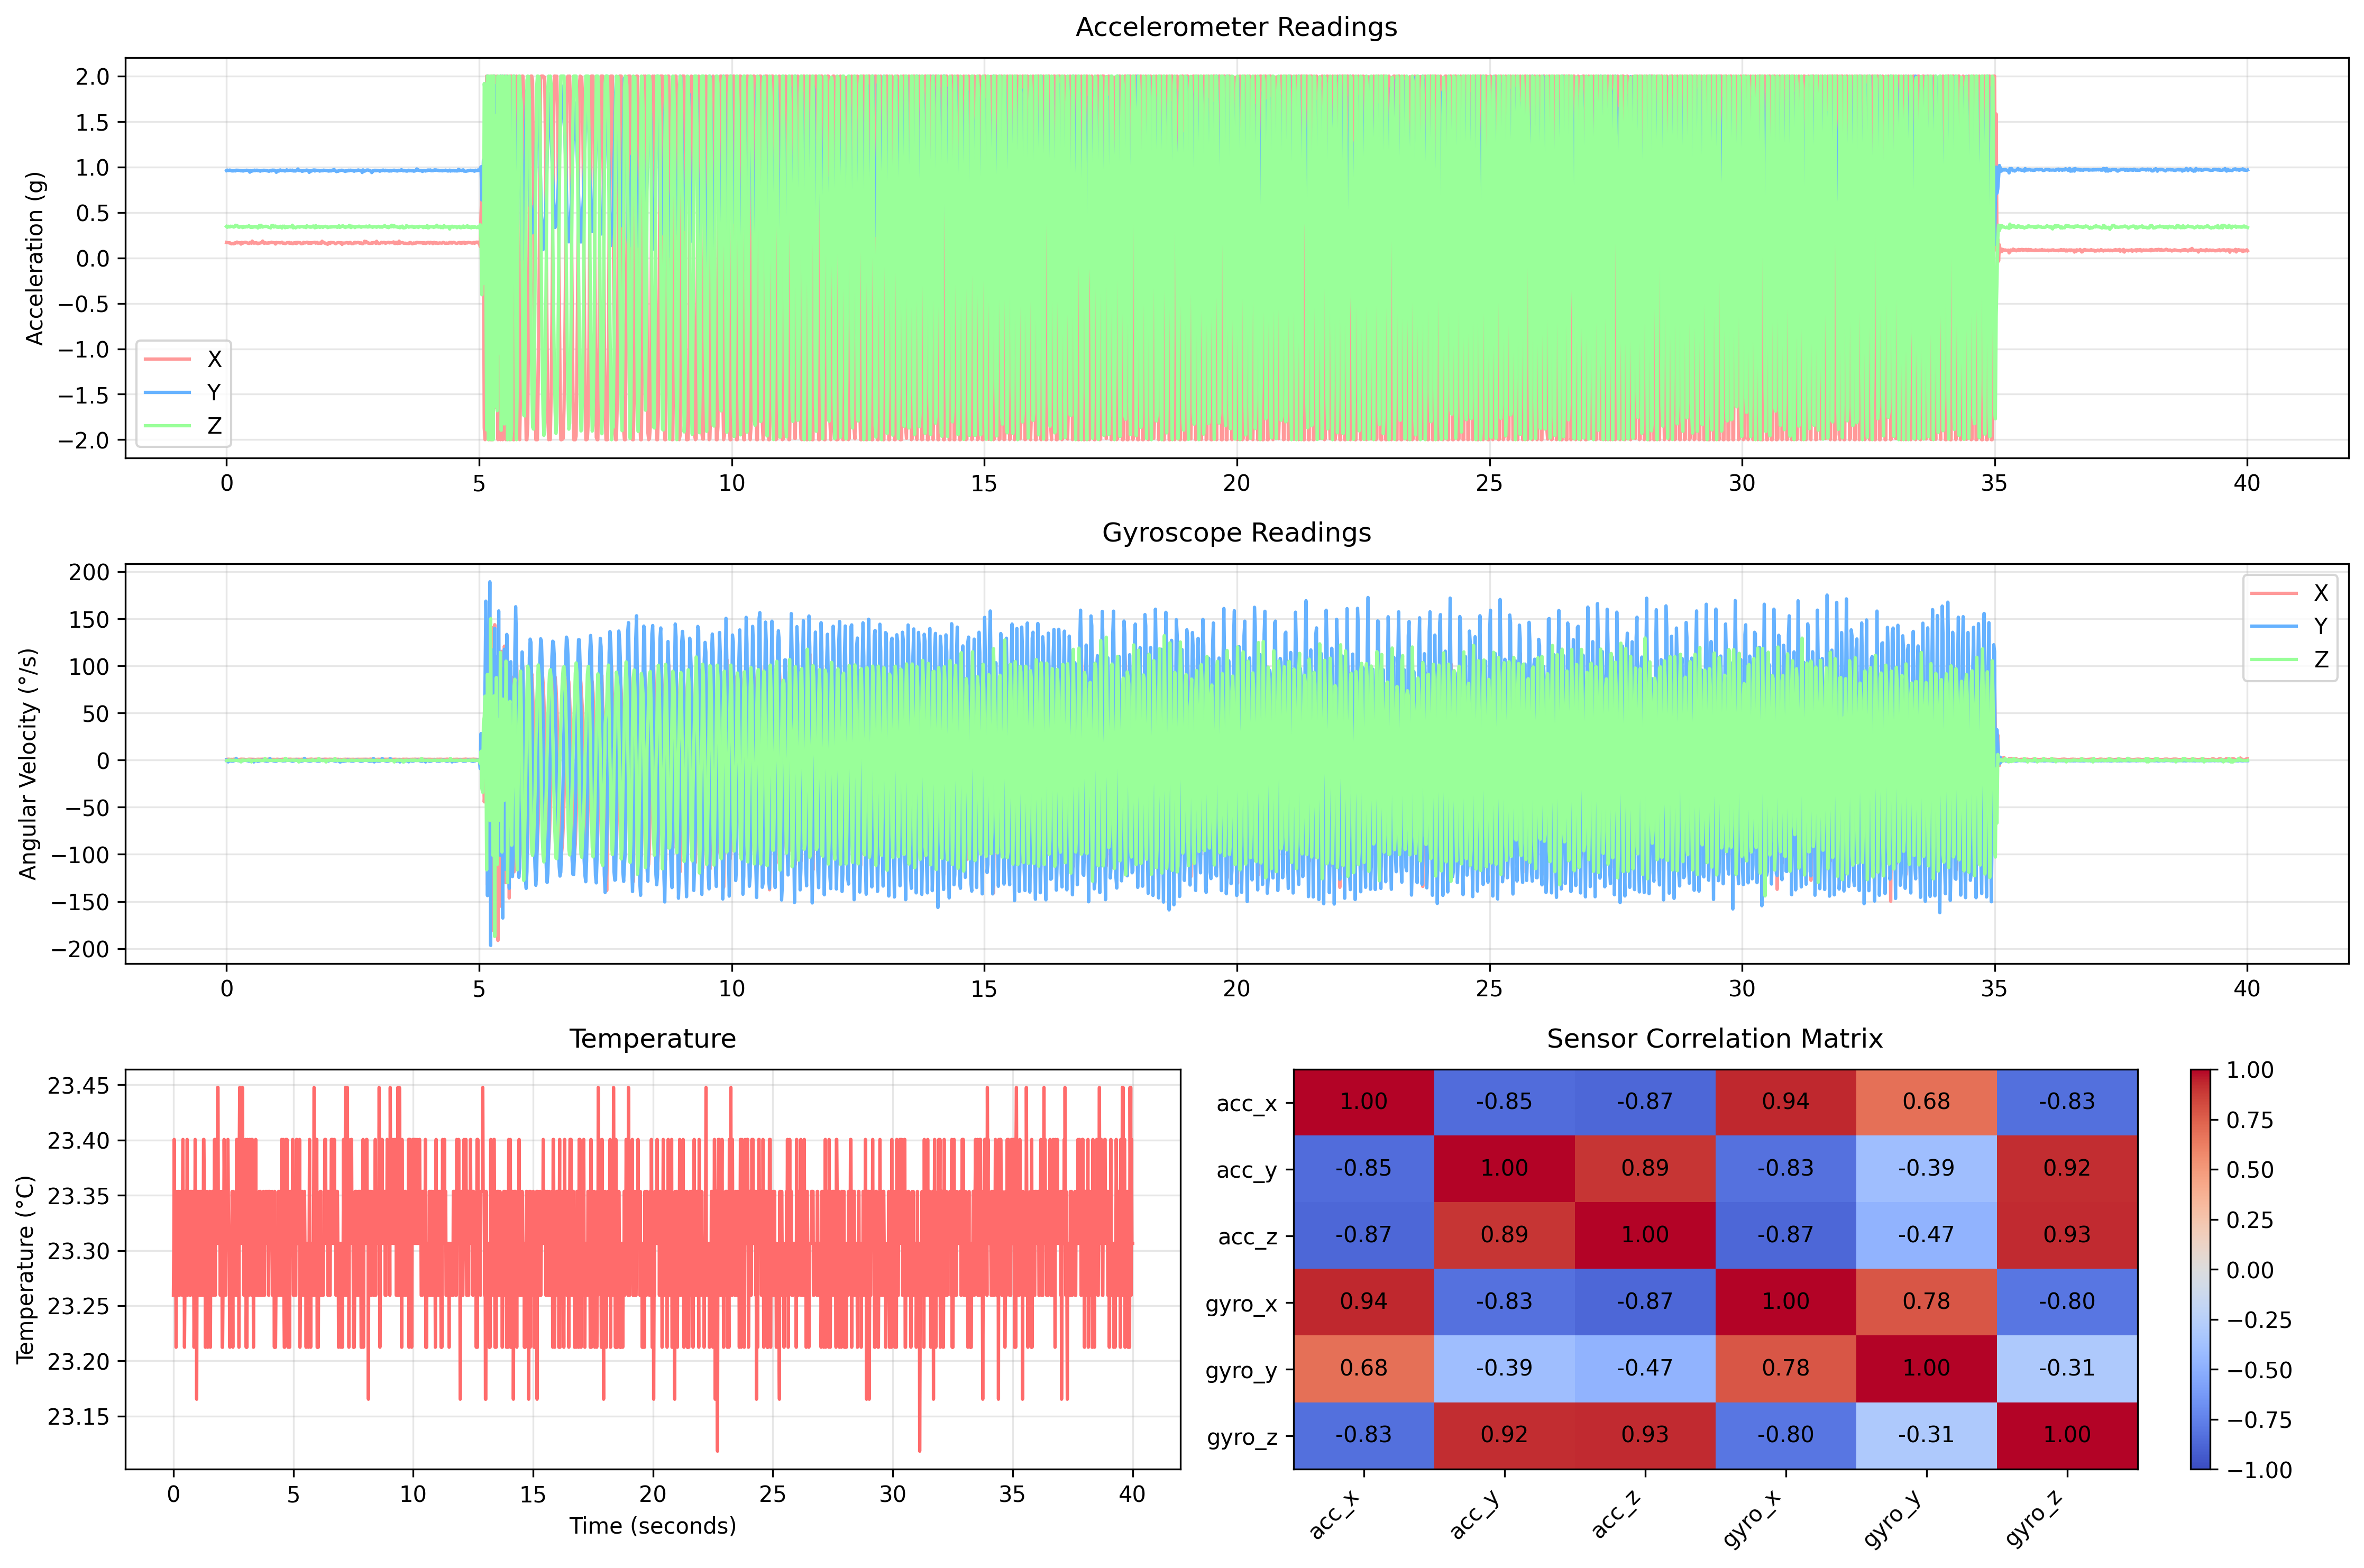 Accelerometer Readings
Acceleration (g)
2.0
1.5
1.0
0.5
0.0
−0.5
−1.0
−1.5
−2.0
X
Y
Z
0 5 10 15 20 25 30 35 40
Gyroscope Readings
Angular Velocity (°/s)
200
150
100
50
0
−50
−100
−150
−200
X
Y
Z
0 5 10 15 20 25 30 35 40
Temperature
Temperature (°C)
23.45
23.40
23.35
23.30
23.25
23.20
23.15
0 5 10 15 20 25 30 35 40
Time (seconds)
Sensor Correlation Matrix
acc_x 1.00 -0.85 -0.87 0.94 0.68 -0.83
acc_y -0.85 1.00 0.89 -0.83 -0.39 0.92
acc_z -0.87 0.89 1.00 -0.87 -0.47 0.93
gyro_x 0.94 -0.83 -0.87 1.00 0.78 -0.80
gyro_y 0.68 -0.39 -0.47 0.78 1.00 -0.31
gyro_z -0.83 0.92 0.93 -0.80 -0.31 1.00
acc_x acc_y acc_z gyro_x gyro_y gyro_z
1.00
0.75
0.50
0.25
0.00
−0.25
−0.50
−0.75
−1.00